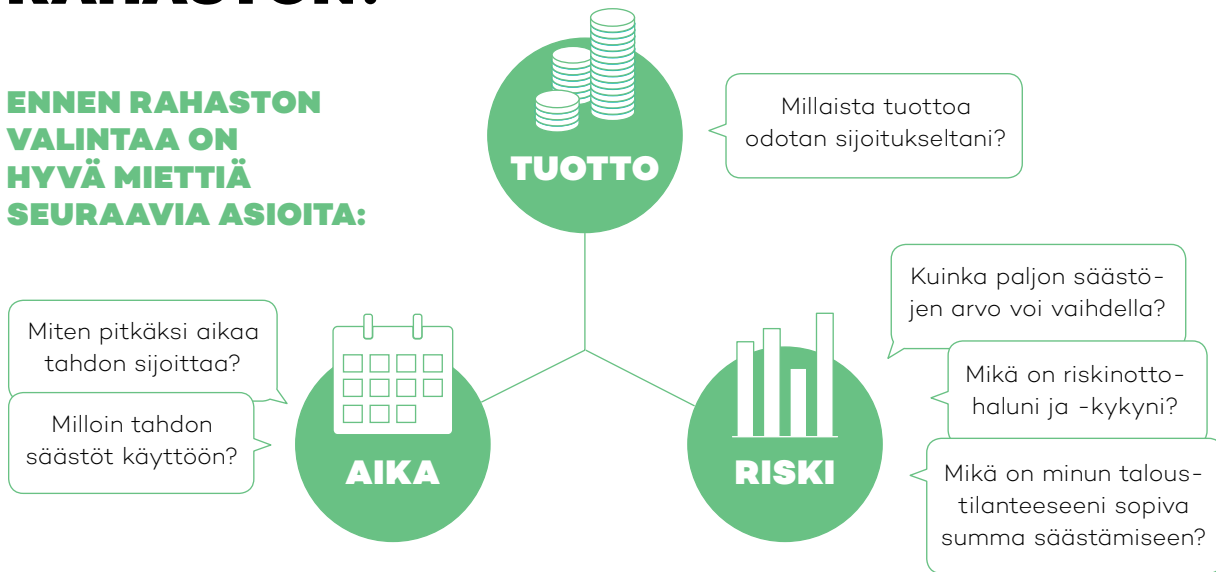 RAHASTON?
ENNEN RAHASTON
VALINTAA ON
HYVÄ MIETTIÄ
SEURAAVIA ASIOITA:
TUOTTO
Millaista tuottoa
odotan sijoitukseltani?
Miten pitkäksi aikaa
tahdon sijoittaa?
Milloin tahdon
säästöt käyttöön?
AIKA
RISKI
Kuinka paljon säästö-
jen arvo voi vaihdella?
Mikä on riskinotto-
haluni ja -kykyni?
Mikä on minun talous-
tilanteeseeni sopiva
summa säästämiseen?